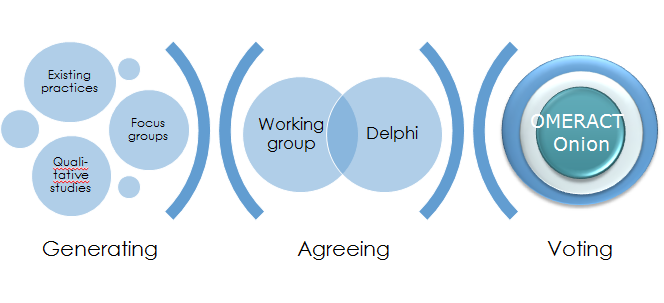 Existing
practices
Focus
groups
Quali-
tative
studies
Generating
Working
group
Delphi
Agreeing
OMERACT
Onion
Voting